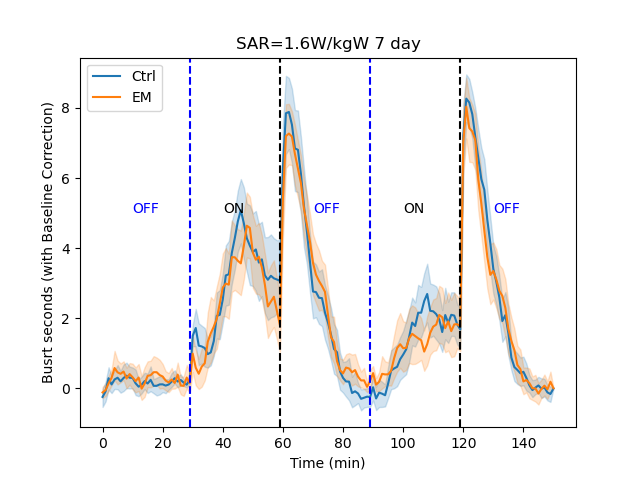 SAR=1.6W/kgW 7 day
Ctrl
EM
OFF
ON
OFF
ON
OFF
Busrt seconds (with Baseline Correction)
8
6
4
2
0
0
20
40
60
80
100
120
140
Time (min)